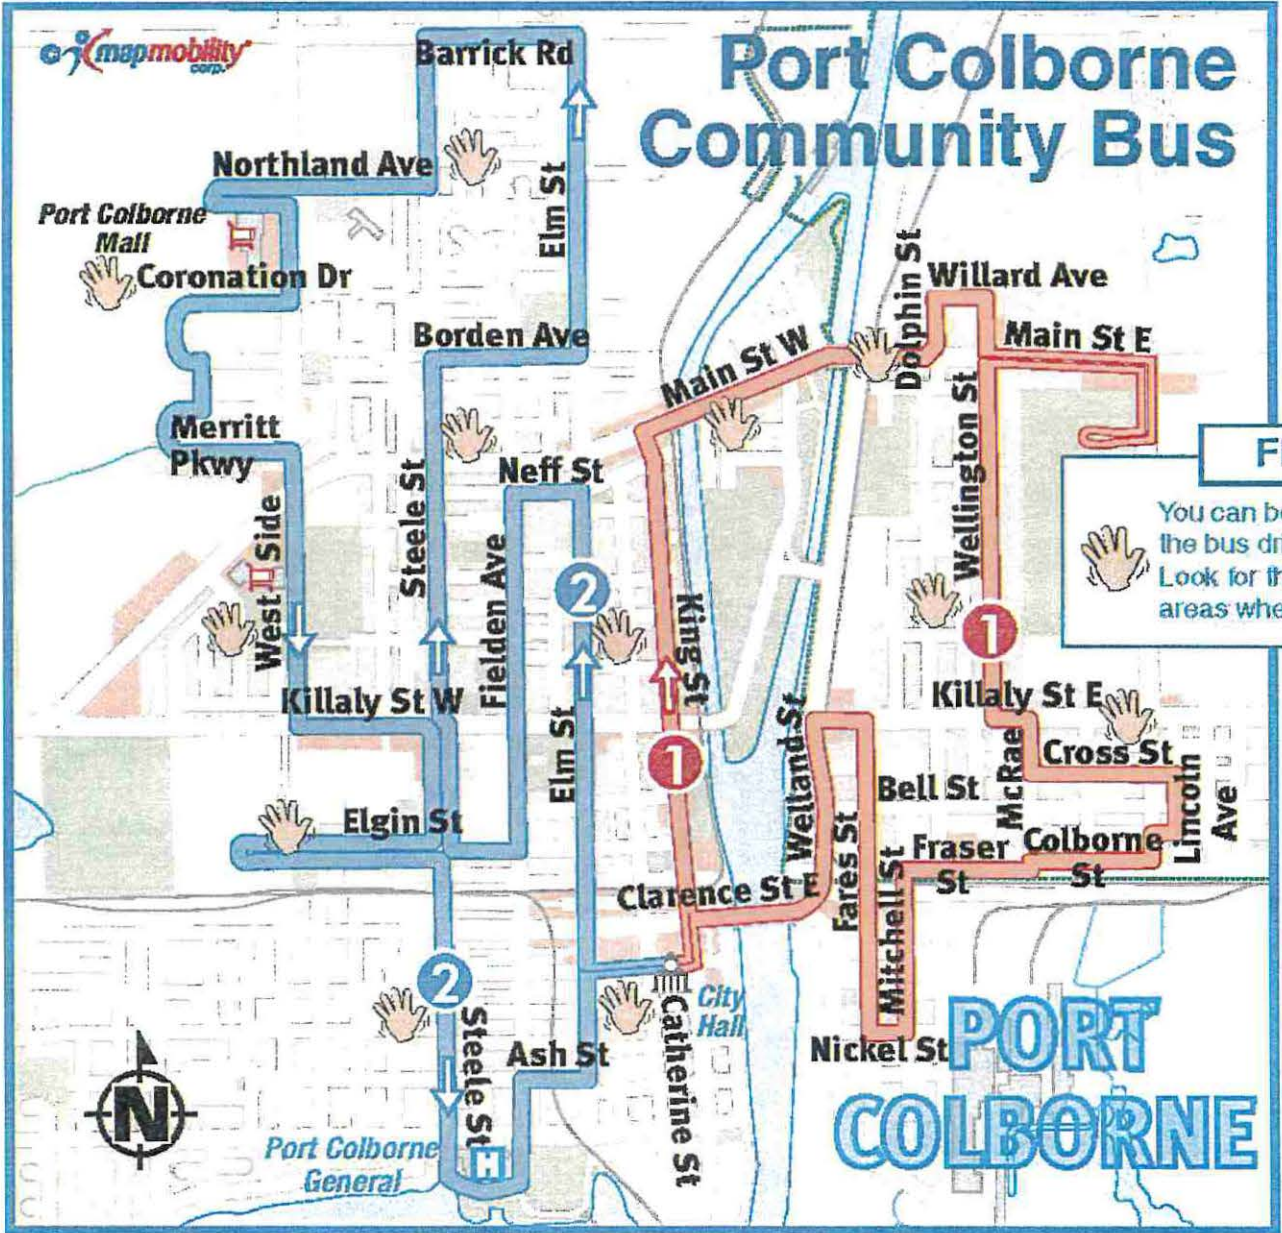 mapmobility
corp.
Port Colborne
Community Bus
Barrick Rd
Northland Ave
Elm St
Port Colborne
Mall
Coronation Dr
Borden Ave
Main St W
Dolphin St
Willard Ave
Main St E
Merritt
Pkwy
Neff St
Steele St
West Side
Fielden Ave
2
King St
Wellington St
1
You can be
the bus dri
Look for th
areas whe
Killaly St W
Elm St
1
Welland St
Killaly St E
Cross St
McRae
Lincoln
Ave
Bell St
Elgin St
Fares St
Fraser
St
Colborne
St
Mitchell St
Clarence St E
2
City
Hall
Catherine St
Steele St
Ash St
Nickel St
PORT
COLBORNE
N
Port Colborne
General
H